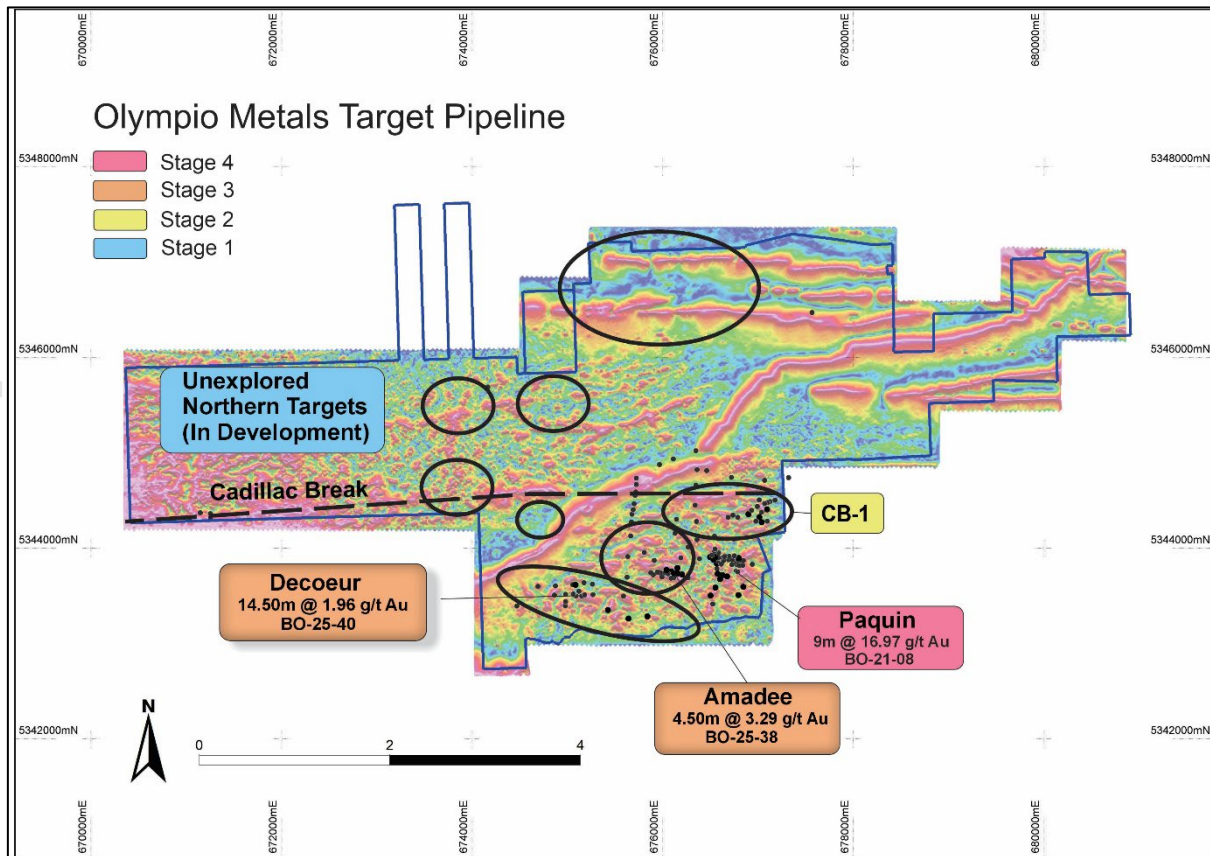 670000mE
672000mE
674000mE
676000mE
678000mE
680000mE
Olympio Metals Target Pipeline
5348000mN
5348000mN
Stage 4
Stage 3
Stage 2
Stage 1
5346000mN
5346000mN
Unexplored
Northern Targets
(In Development)
Cadillac Break
CB-1
5344000mN
5344000mN
Decoeur
14.50m @ 1.96 g/t Au
BO-25-40
Paquin
9m @ 16.97 g/t Au
BO-21-08
Amadee
4.50m @ 3.29 g/t Au
BO-25-38
N
0
2
4
5342000mN
5342000mN
670000mE
672000mE
674000mE
676000mE
678000mE
680000mE